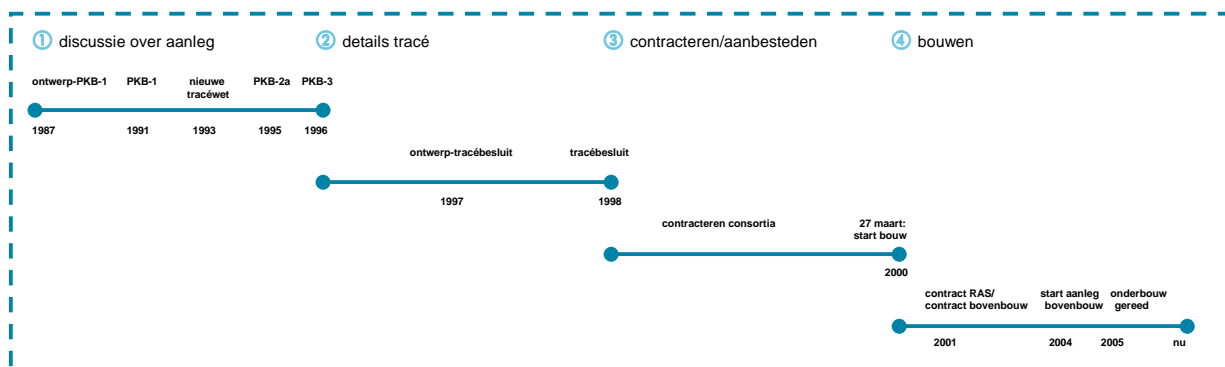 ① discussie over aanleg
② details tracé
③ contracteren/aanbesteden
④ bouwen
ontwerp-PKB-1
PKB-1
nieuwe
tracéwet
PKB-2a
PKB-3
1987
1991
1993
1995
1996
ontwerp-tracébesluit
tracébesluit
1997
1998
contracteren consortia
27 maart:
start bouw
2000
contract RAS/
contract bovenbouw
start aanleg
bovenbouw
onderbouw
gereed
2001
2004
2005
nu